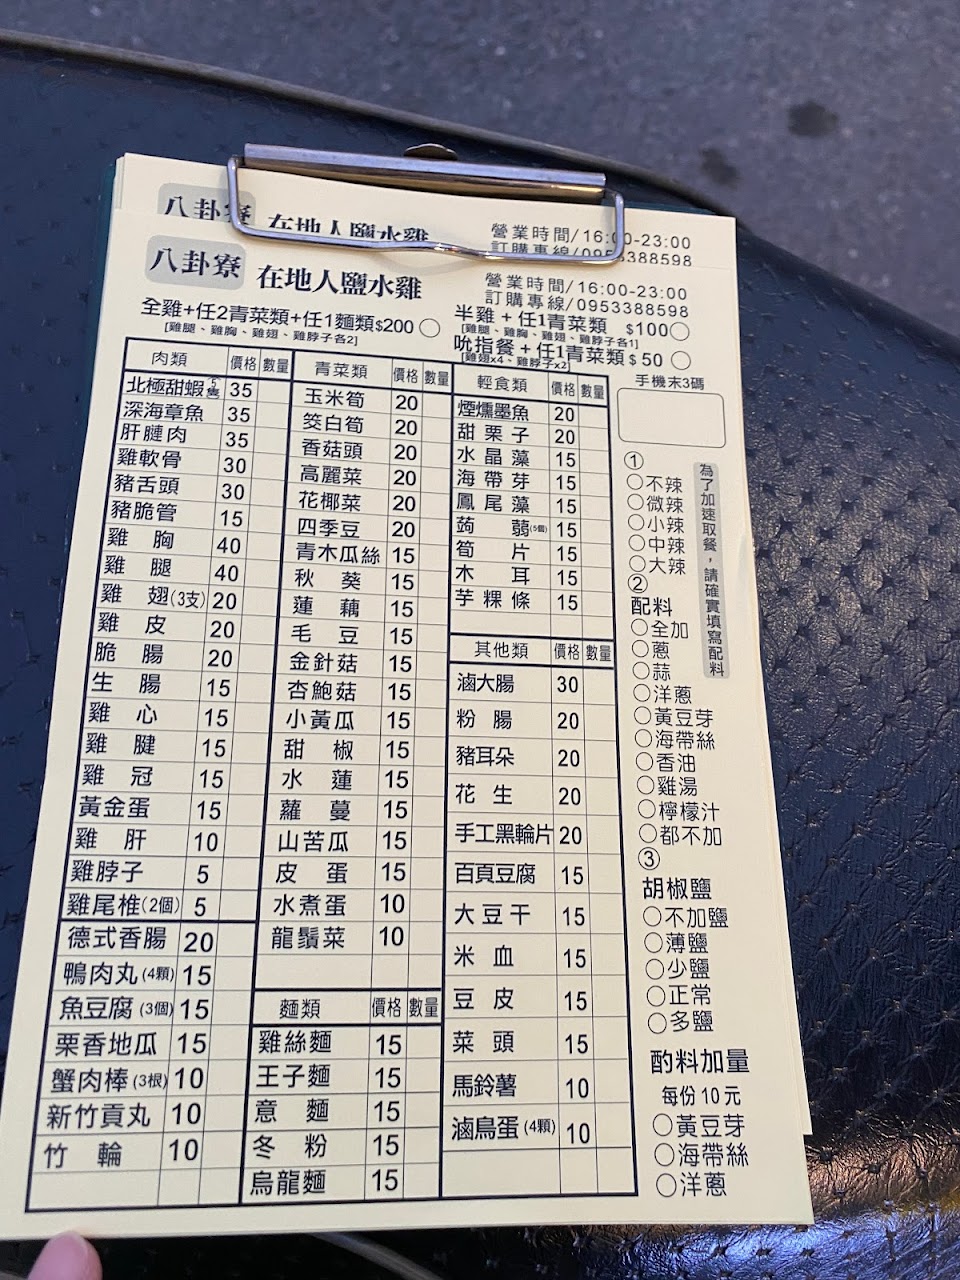 八卦寮 在地人鹽水雞
營業時間/16:00-23:00
八卦寮 在地人鹽水雞
營業時間/16:00-23:00
訂購專線/0953388598
全雞+任2青菜類+任1麵類$200○
[雞腿、雞胸、雞翅、雞脖子各2]
半雞+任1青菜類 $100○
[雞腿、雞胸、雞翅、雞脖子各1]
吮指餐+任1青菜類$50○
[雞翅x4、雞脖子x2]
肉類 價格 數量
北極甜蝦5隻 35
深海章魚 35
肝膁肉 35
雞軟骨 30
豬舌頭 30
豬脆管 15
雞胸 40
雞腿 40
雞翅(3支) 20
雞皮 20
脆腸 20
生腸 15
雞心 15
雞腱 15
雞冠 15
黃金蛋 15
雞肝 10
雞脖子 5
雞尾椎(2個) 5
德式香腸 20
鴨肉丸(4顆) 15
魚豆腐(3個) 15
栗香地瓜 15
蟹肉棒(3根) 10
新竹貢丸 10
竹輪 10
青菜類 價格 數量
玉米筍 20
筊白筍 20
香菇頭 20
高麗菜 20
花椰菜 20
四季豆 20
青木瓜絲 15
秋葵 15
蓮藕 15
毛豆 15
金針菇 15
杏鮑菇 15
小黃瓜 15
甜椒 15
水蓮 15
蘿蔓 15
山苦瓜 15
皮蛋 15
水煮蛋 10
龍鬚菜 10
麵類 價格 數量
雞絲麵 15
王子麵 15
意麵 15
冬粉 15
烏龍麵 15
輕食類 價格 數量
煙燻墨魚 20
甜栗子 20
水晶藻 15
海帶芽 15
鳳尾藻 15
蒟蒻(5個) 15
筍片 15
木耳 15
芋粿條 15
其他類 價格 數量
滷大腸 30
粉腸 20
豬耳朵 20
花生 20
手工黑輪片 20
百頁豆腐 15
大豆干 15
米血 15
豆皮 15
菜頭 15
馬鈴薯 10
滷鳥蛋(4顆) 10
手機末3碼
①
○不辣
○微辣
○小辣
○中辣
○大辣
②
配料
○全加
○蔥
○蒜
○洋蔥
○黃豆芽
○海帶絲
○香油
○雞湯
○檸檬汁
○都不加
③
胡椒鹽
○不加鹽
○薄鹽
○少鹽
○正常
○多鹽
酌料加量
每份10元
○黃豆芽
○海帶絲
○洋蔥
為了加速取餐，請確實填寫配料